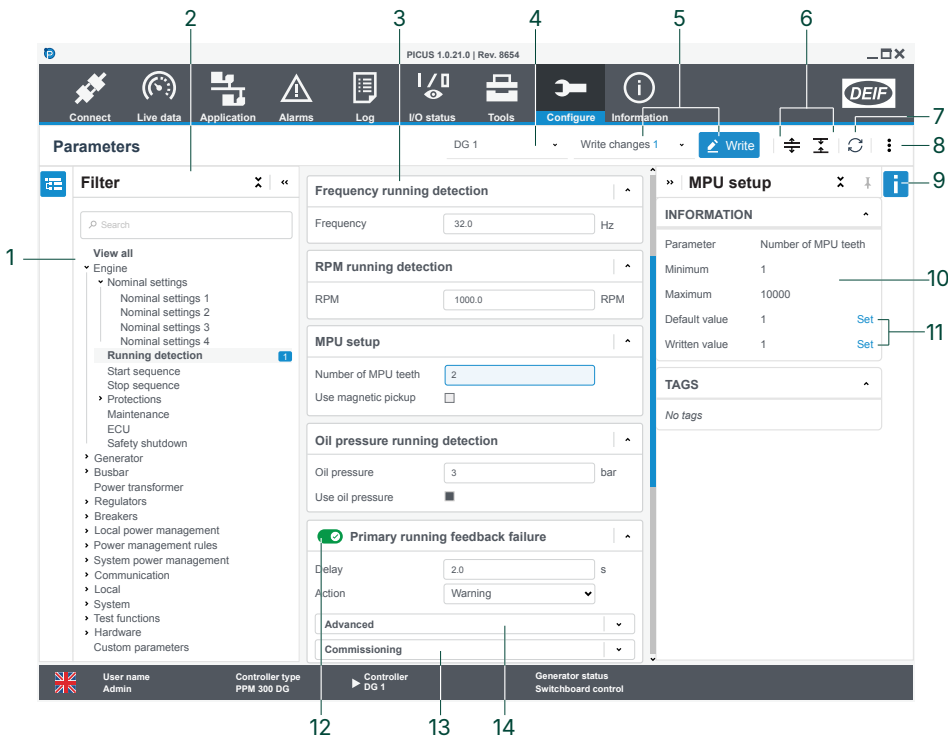 2 3 4 5 6
PICUS 1.0.21.0 | Rev. 8654
Connect Live data Application Alarms Log I/O status Tools Configure Information
DEIF
7
Parameters DG 1 Write changes 1 Write
8
Filter
9
Search
1
View all
Engine
Nominal settings
Nominal settings 1
Nominal settings 2
Nominal settings 3
Nominal settings 4
Running detection 1
Start sequence
Stop sequence
Protections
Maintenance
ECU
Safety shutdown
Generator
Busbar
Power transformer
Regulators
Breakers
Local power management
Power management rules
System power management
Communication
Local
System
Test functions
Hardware
Custom parameters
Frequency running detection
Frequency 32.0 Hz
RPM running detection
RPM 1000.0 RPM
MPU setup
Number of MPU teeth 2
Use magnetic pickup
Oil pressure running detection
Oil pressure 3 bar
Use oil pressure
Primary running feedback failure
Delay 2.0 s
Action Warning
Advanced
Commissioning
MPU setup
INFORMATION
Parameter Number of MPU teeth
Minimum 1
10
Maximum 10000
Default value 1 Set
11
Written value 1 Set
TAGS
No tags
User name
Admin
Controller type
PPM 300 DG
Controller
DG 1
Generator status
Switchboard control
12 13 14